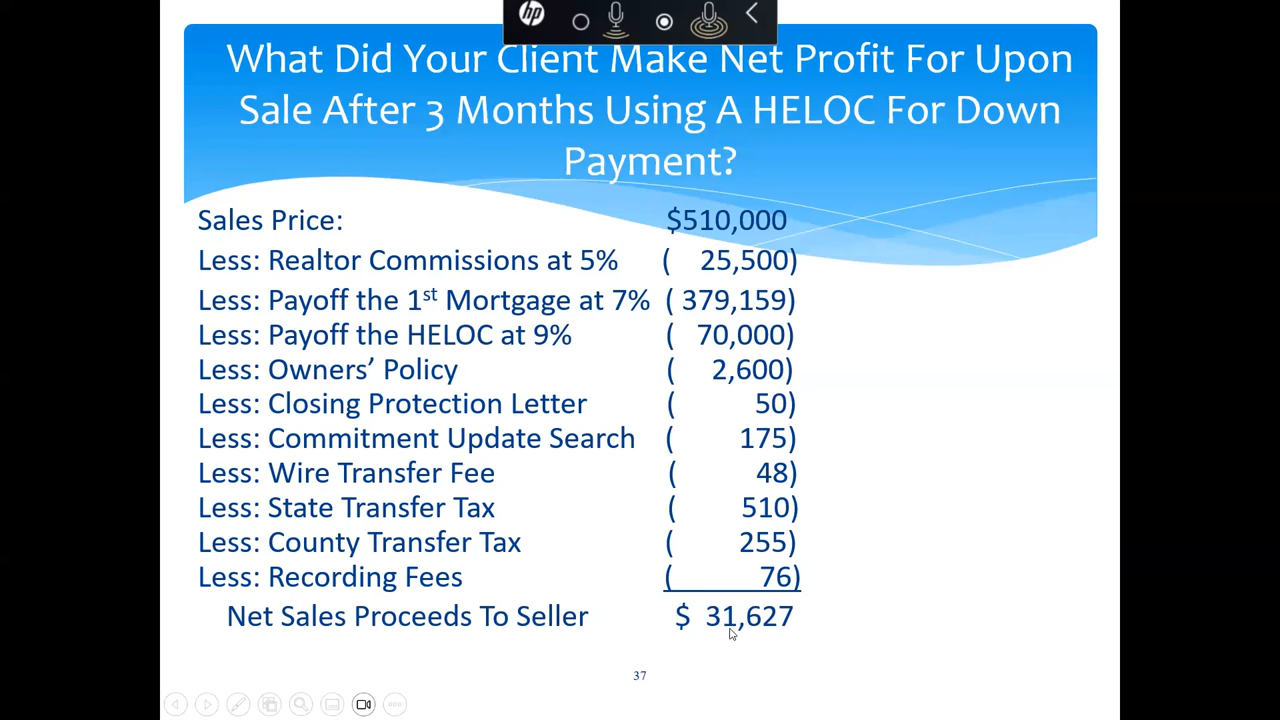 hp
What Did Your Client Make Net Profit For Upon
Sale After 3 Months Using A HELOC For Down
Payment?
Sales Price: $510,000
Less: Realtor Commissions at 5% ( 25,500)
Less: Payoff the 1st Mortgage at 7% ( 379,159)
Less: Payoff the HELOC at 9% ( 70,000)
Less: Owners’ Policy ( 2,600)
Less: Closing Protection Letter ( 50)
Less: Commitment Update Search ( 175)
Less: Wire Transfer Fee ( 48)
Less: State Transfer Tax ( 510)
Less: County Transfer Tax ( 255)
Less: Recording Fees ( 76)
Net Sales Proceeds To Seller $ 31,627
37